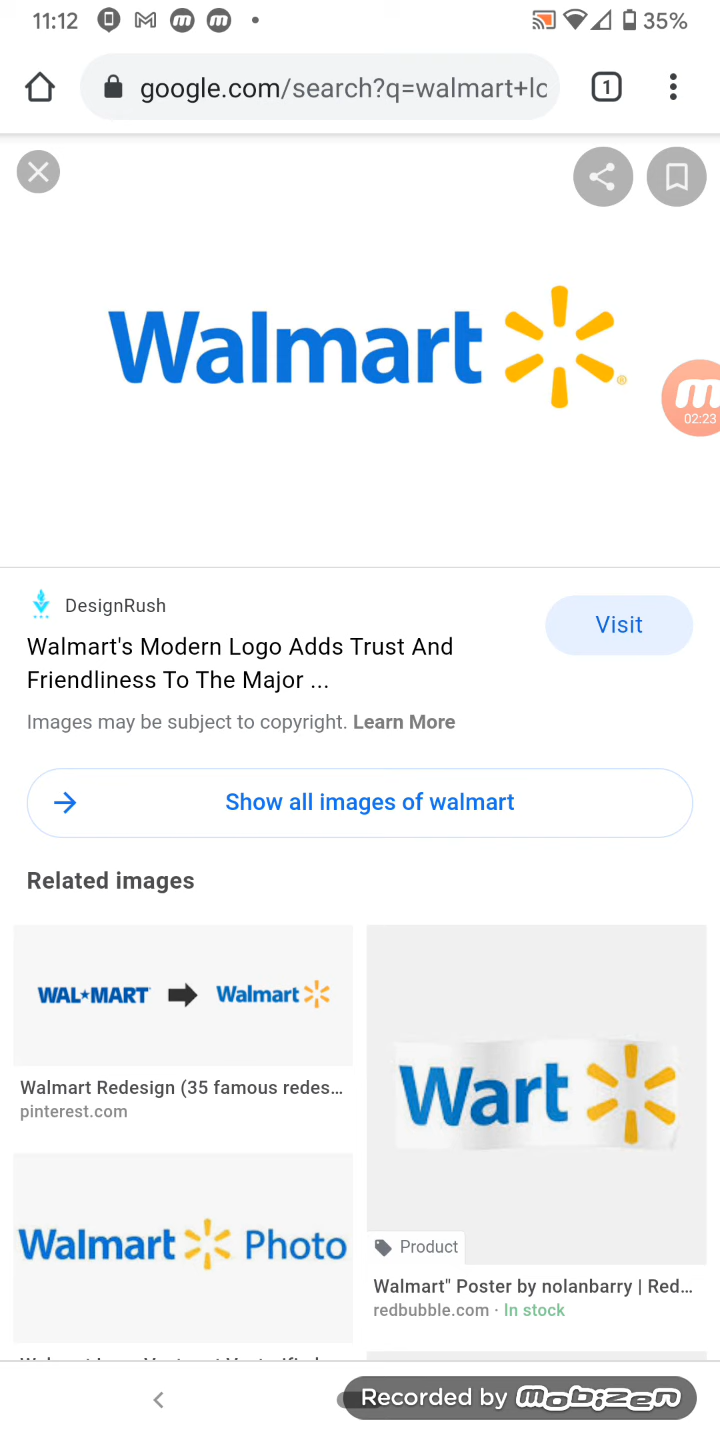 11:12
35%
google.com/search?q=walmart+lo
1
Walmart
02:23
DesignRush
Walmart's Modern Logo Adds Trust And
Friendliness To The Major ...
Visit
Images may be subject to copyright. Learn More
Show all images of walmart
Related images
WAL★MART Walmart
Walmart Redesign (35 famous redes...
pinterest.com
Wart
Product
Walmart" Poster by nolanbarry | Red...
redbubble.com · In stock
Walmart Photo
Recorded by mobizen